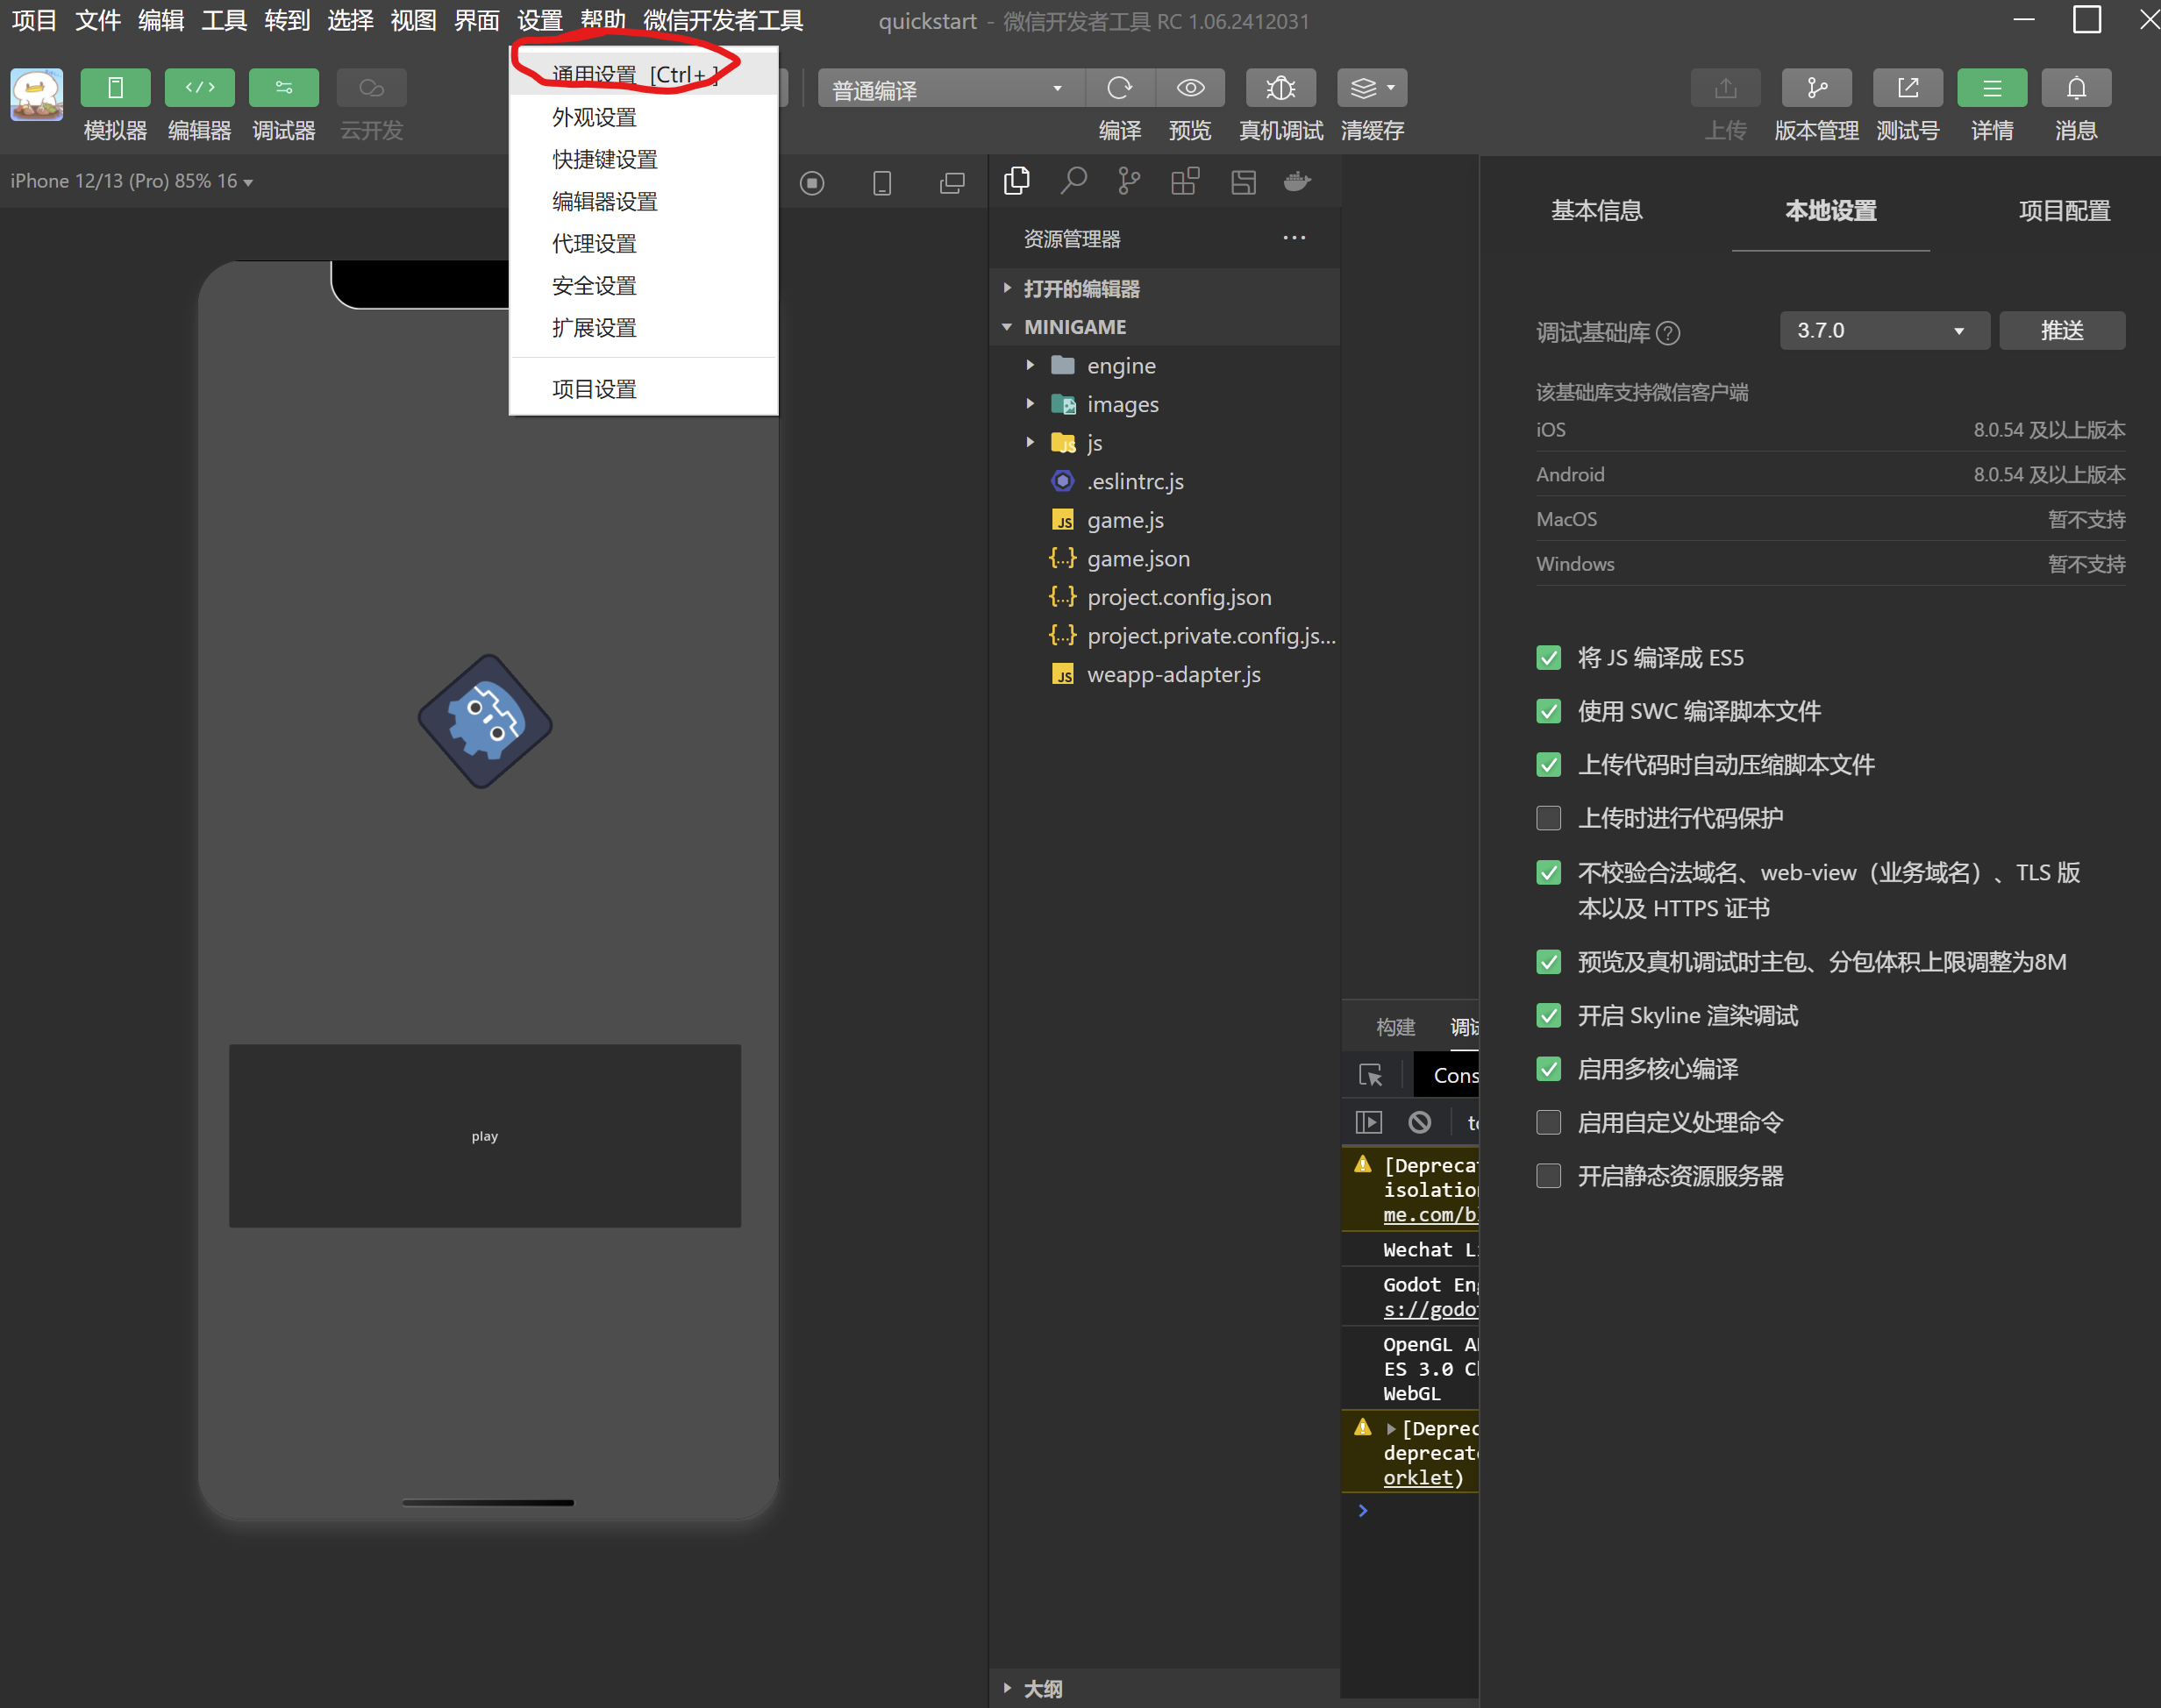 项目 文件 编辑 工具 转到 选择 视图 界面 设置 帮助 微信开发者工具 quickstart - 微信开发者工具 RC 1.06.2412031
通用设置 [Ctrl+ ]
外观设置
快捷键设置
编辑器设置
代理设置
安全设置
扩展设置
项目设置
普通编译
模拟器 编辑器 调试器 云开发 编译 预览 真机调试 清缓存 上传 版本管理 测试号 详情 消息
iPhone 12/13 (Pro) 85% 16
play
资源管理器
打开的编辑器
MINIGAME
engine
images
js
.eslintrc.js
game.js
game.json
project.config.json
project.private.config.js...
weapp-adapter.js
大纲
构建 调试
Cons
to
[Deprecat
isolation
me.com/bl
Wechat Li
Godot Eng
s://godot
OpenGL AP
ES 3.0 Ch
WebGL
[Deprec
deprecate
orklet)
基本信息 本地设置 项目配置
调试基础库 ? 3.7.0 推送
该基础库支持微信客户端
iOS 8.0.54 及以上版本
Android 8.0.54 及以上版本
MacOS 暂不支持
Windows 暂不支持
将 JS 编译成 ES5
使用 SWC 编译脚本文件
上传代码时自动压缩脚本文件
上传时进行代码保护
不校验合法域名、web-view（业务域名）、TLS 版
本以及 HTTPS 证书
预览及真机调试时主包、分包体积上限调整为8M
开启 Skyline 渲染调试
启用多核心编译
启用自定义处理命令
开启静态资源服务器